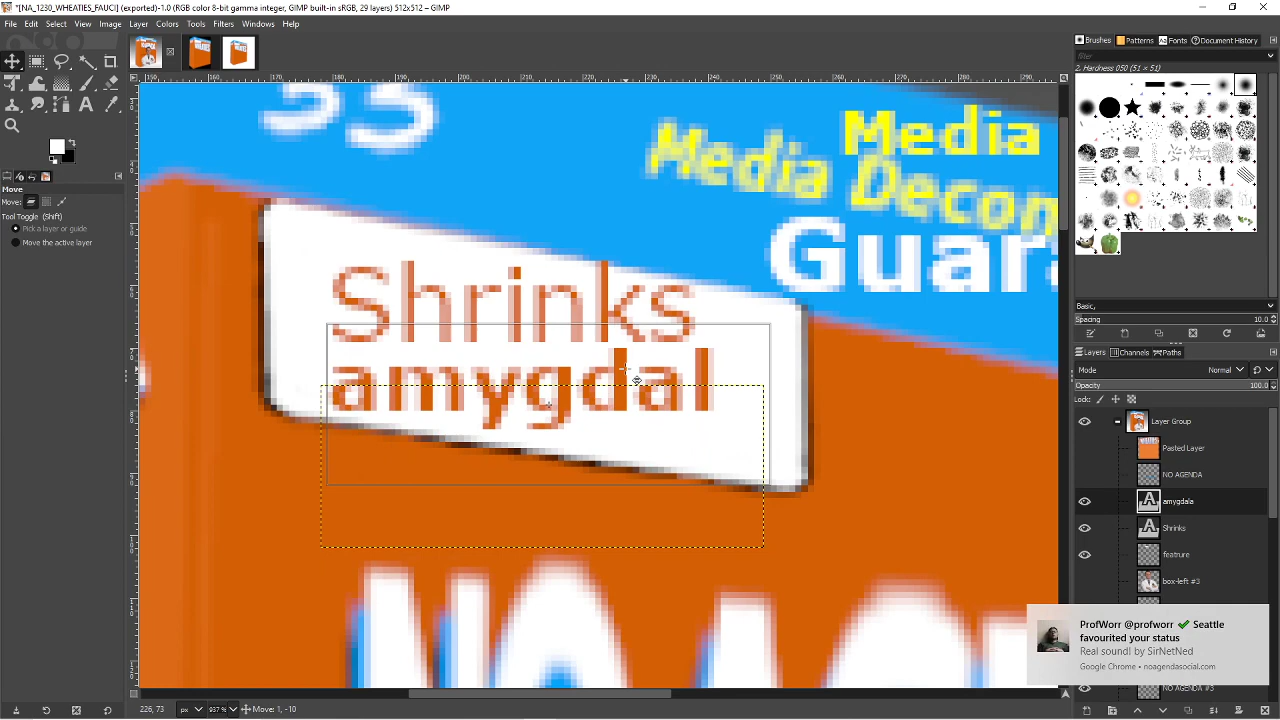 *[NA_1230_WHEATIES_FAUCI] (exported)-1.0 (RGB color 8-bit gamma integer, GIMP built-in sRGB, 29 layers) 512x512 – GIMP
File Edit Select View Image Layer Colors Tools Filters Windows Help
Brushes Patterns Fonts Document History
filter
2. Hardness 050 (51 × 51)
Move
Move:
Tool Toggle (Shift)
Pick a layer or guide
Move the active layer
Media
Media Decon
Guara
Shrinks
amygdal
Basic,
Spacing 10.0
Layers Channels Paths
Mode Normal
Opacity 100.0
Lock:
Layer Group
Pasted Layer
NO AGENDA
amygdala
Shrinks
featrure
box-left #3
NO AGENDA #3
ProfWorr @profworr ✔ Seattle
favourited your status
Real sound! by SirNetNed
Google Chrome • noagendasocial.com
226, 73 px 937 % Move: 1, -10